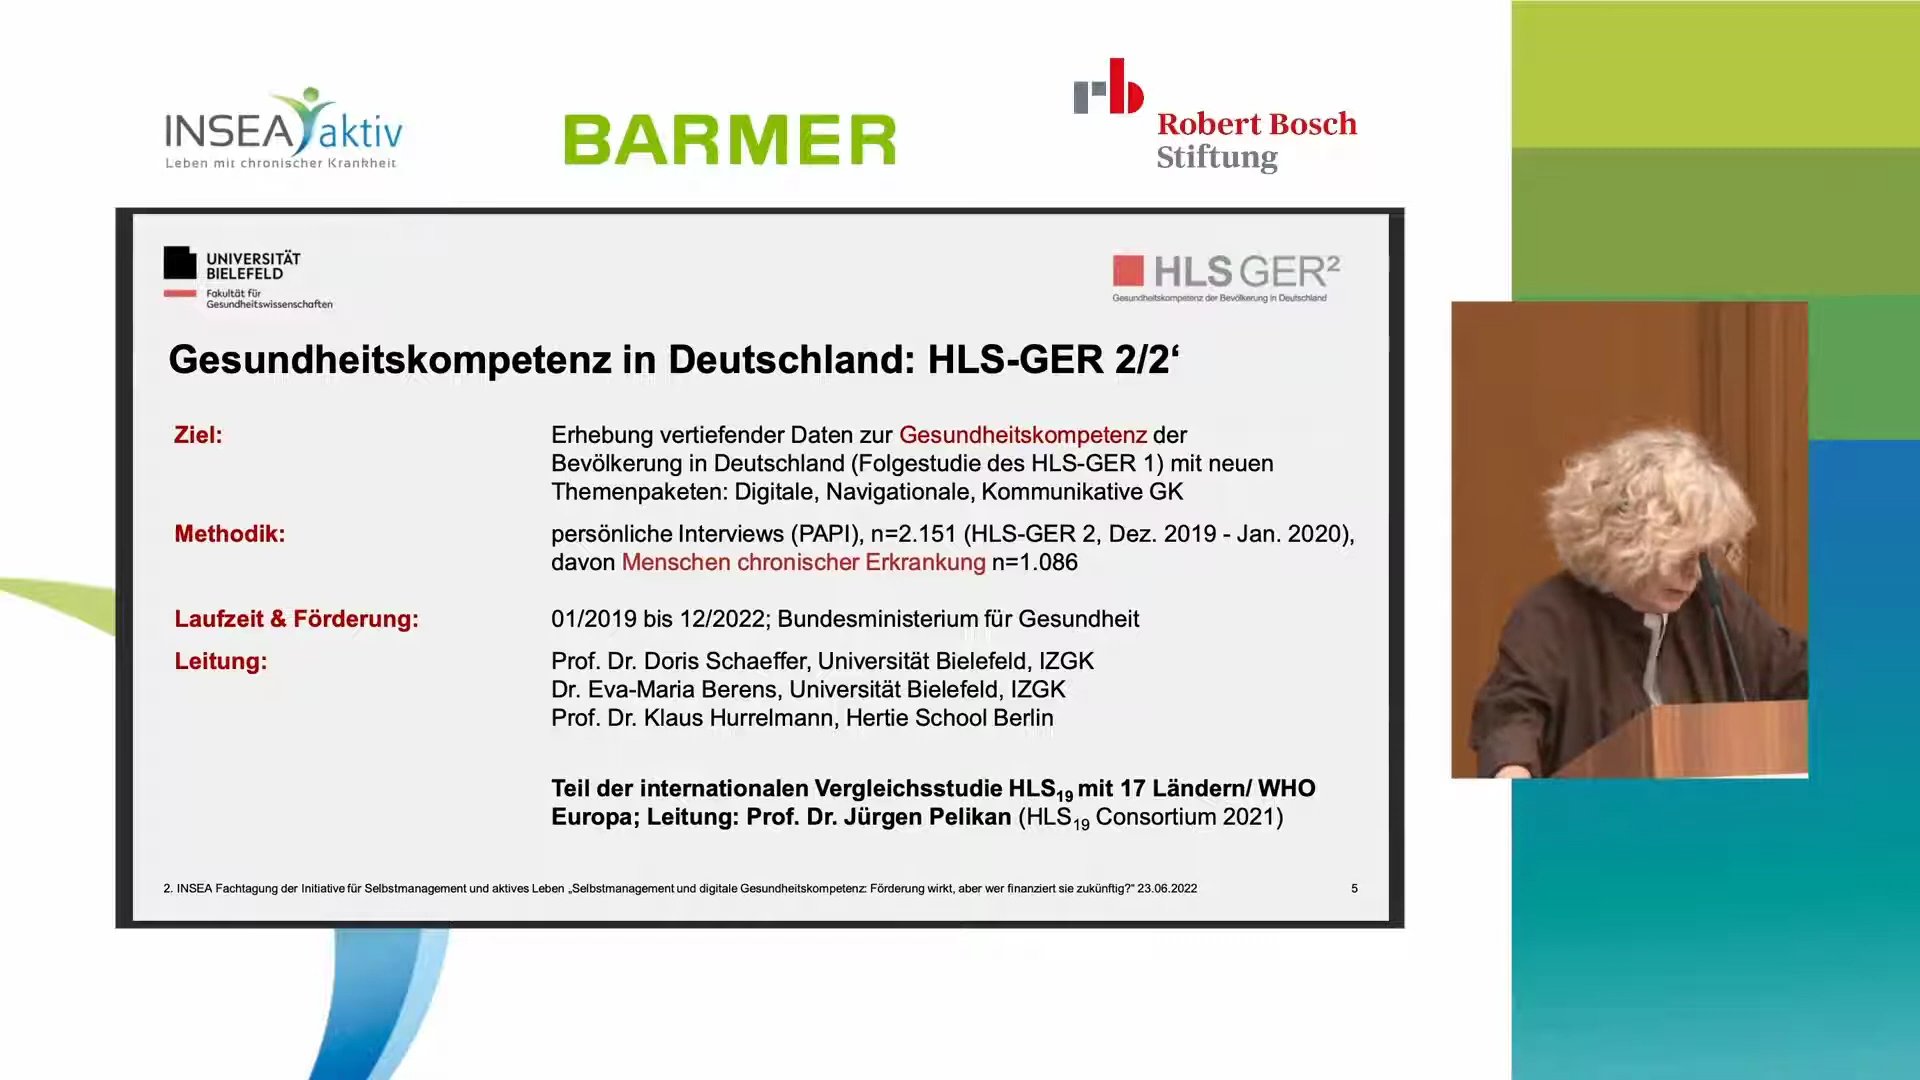 INSEA aktiv
Leben mit chronischer Krankheit
BARMER
rb
Robert Bosch
Stiftung
UNIVERSITÄT
BIELEFELD
Fakultät für
Gesundheitswissenschaften
HLS GER²
Gesundheitskompetenz der Bevölkerung in Deutschland
Gesundheitskompetenz in Deutschland: HLS-GER 2/2‘
Ziel:
Erhebung vertiefender Daten zur Gesundheitskompetenz der
Bevölkerung in Deutschland (Folgestudie des HLS-GER 1) mit neuen
Themenpaketen: Digitale, Navigationale, Kommunikative GK
Methodik:
persönliche Interviews (PAPI), n=2.151 (HLS-GER 2, Dez. 2019 - Jan. 2020),
davon Menschen chronischer Erkrankung n=1.086
Laufzeit & Förderung:
01/2019 bis 12/2022; Bundesministerium für Gesundheit
Leitung:
Prof. Dr. Doris Schaeffer, Universität Bielefeld, IZGK
Dr. Eva-Maria Berens, Universität Bielefeld, IZGK
Prof. Dr. Klaus Hurrelmann, Hertie School Berlin
Teil der internationalen Vergleichsstudie HLS19 mit 17 Ländern/ WHO
Europa; Leitung: Prof. Dr. Jürgen Pelikan (HLS19 Consortium 2021)
2. INSEA Fachtagung der Initiative für Selbstmanagement und aktives Leben „Selbstmanagement und digitale Gesundheitskompetenz: Förderung wirkt, aber wer finanziert sie zukünftig?“ 23.06.2022
5